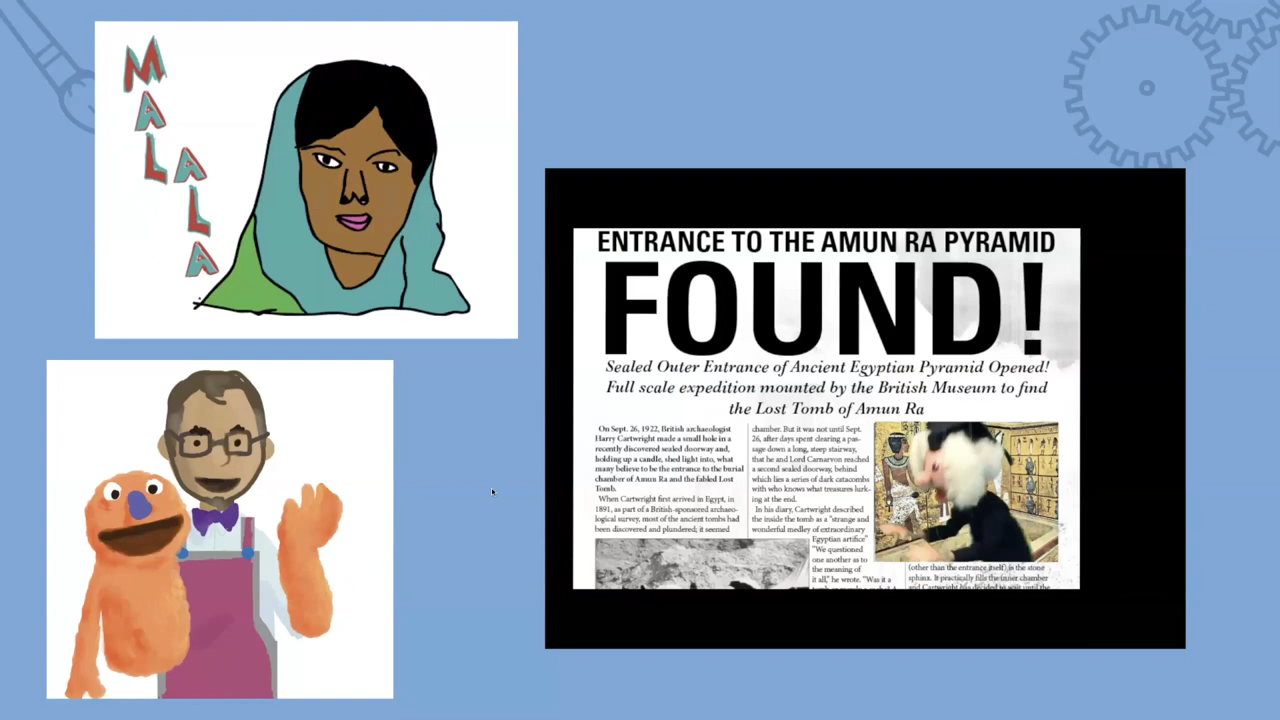 MALALA
ENTRANCE TO THE AMUN RA PYRAMID
FOUND!
Sealed Outer Entrance of Ancient Egyptian Pyramid Opened!
Full scale expedition mounted by the British Museum to find
the Lost Tomb of Amun Ra
On Sept. 26, 1922, British archaeologist
Harry Cartwright made a small hole in a
recently discovered sealed doorway and,
holding up a candle, shed light into, what
many believe to be the entrance to the burial
chamber of Amun Ra and the fabled Lost
Tomb.
When Cartwright first arrived in Egypt, in
1891, as part of a British-sponsored archaeo-
logical survey, most of the ancient tombs had
been discovered and plundered; it seemed
chamber. But it was not until Sept.
26, after days spent clearing a pas-
sage down a long, steep stairway,
that he and Lord Carnarvon reached
a second sealed doorway, behind
which lies a series of dark catacombs
with who knows what treasures lurk-
ing at the end.
In his diary, Cartwright described
the inside the tomb as a "strange and
wonderful medley of extraordinary
Egyptian artifice"
"We questioned
one another as to
the meaning of
it all," he wrote. "Was it a
(other than the entrance itself) is the stone
sphinx. It practically fills the inner chamber
and Cartwright has decided to wait until the